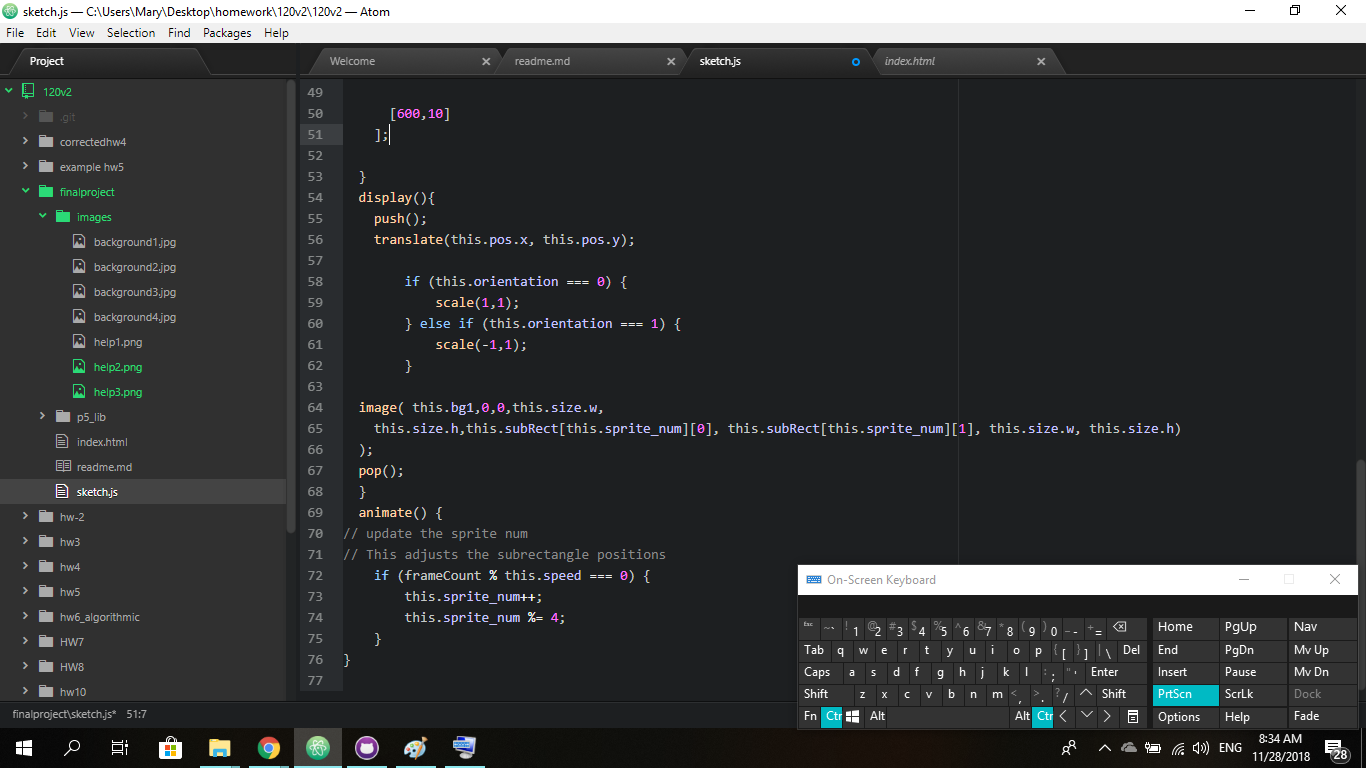 sketch.js — C:\Users\Mary\Desktop\homework\120v2\120v2 — Atom
File Edit View Selection Find Packages Help
Project
Welcome
readme.md
sketch.js
index.html
120v2
.git
correctedhw4
example hw5
finalproject
images
background1.jpg
background2.jpg
background3.jpg
background4.jpg
help1.png
help2.png
help3.png
p5_lib
index.html
readme.md
sketch.js
hw-2
hw3
hw4
hw5
hw6_algorithmic
HW7
HW8
hw10
49
50 [600,10]
51 ];
52
53 }
54 display(){
55 push();
56 translate(this.pos.x, this.pos.y);
57
58 if (this.orientation === 0) {
59 scale(1,1);
60 } else if (this.orientation === 1) {
61 scale(-1,1);
62 }
63
64 image( this.bg1,0,0,this.size.w,
65 this.size.h,this.subRect[this.sprite_num][0], this.subRect[this.sprite_num][1], this.size.w, this.size.h)
66 );
67 pop();
68 }
69 animate() {
70 // update the sprite num
71 // This adjusts the subrectangle positions
72 if (frameCount % this.speed === 0) {
73 this.sprite_num++;
74 this.sprite_num %= 4;
75 }
76 }
77
On-Screen Keyboard
esc ~` !1 @2 #3 $4 %5 ^6 &7 *8 (9 )0 _- += Home PgUp Nav
Tab q w e r t y u i o p {[ }] |\ Del End PgDn Mv Up
Caps a s d f g h j k l :; "' Enter Insert Pause Mv Dn
Shift z x c v b n m <, >. ?/ Shift PrtScn ScrLk Dock
Fn Ctr Alt Alt Ctr Options Help Fade
finalproject\sketch.js* 51:7
ENG
8:34 AM
11/28/2018
28